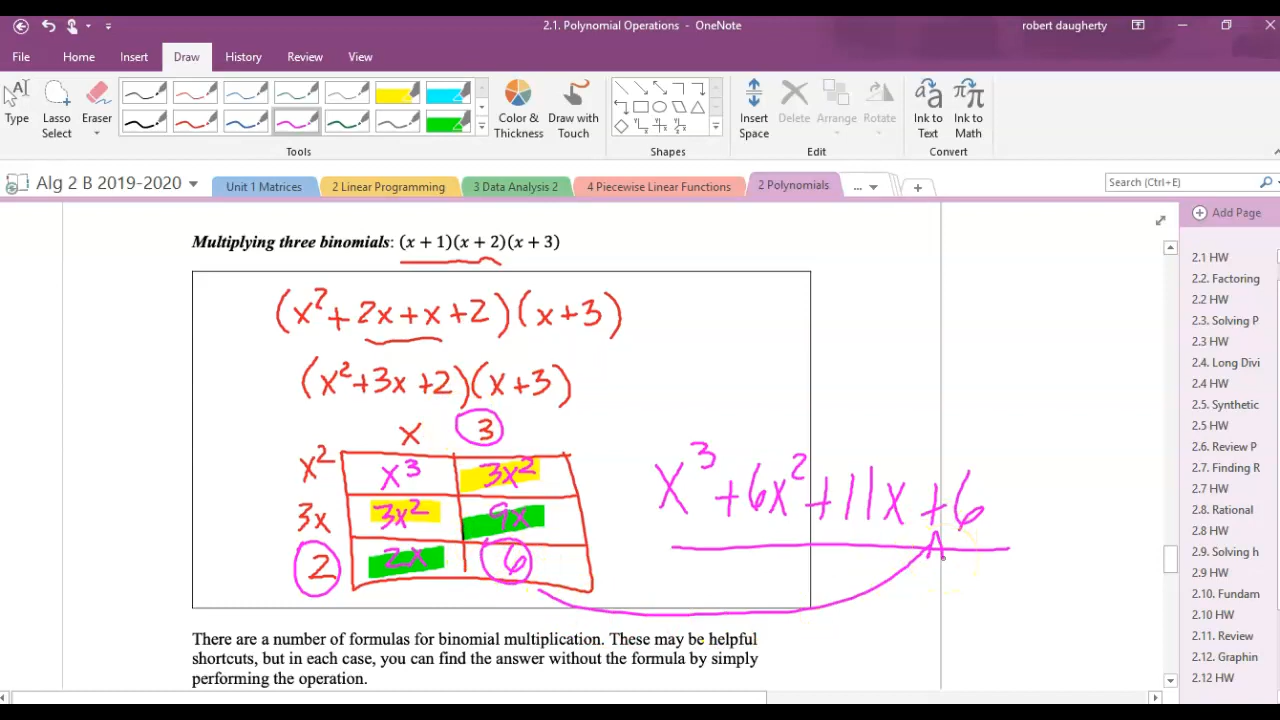 2.1. Polynomial Operations - OneNote
robert daugherty
File Home Insert Draw History Review View
Type
Lasso Select
Eraser
Color & Thickness
Draw with Touch
Insert Space
Delete
Arrange
Rotate
Ink to Text
Ink to Math
Tools
Shapes
Edit
Convert
Alg 2 B 2019-2020
Unit 1 Matrices
2 Linear Programming
3 Data Analysis 2
4 Piecewise Linear Functions
2 Polynomials
...
Search (Ctrl+E)
Add Page
2.1 HW
2.2. Factoring
2.2 HW
2.3. Solving P
2.3 HW
2.4. Long Divi
2.4 HW
2.5. Synthetic
2.5 HW
2.6. Review P
2.7. Finding R
2.7 HW
2.8. Rational
2.8 HW
2.9. Solving h
2.9 HW
2.10. Fundam
2.10 HW
2.11. Review
2.12. Graphin
2.12 HW
Multiplying three binomials: (x + 1)(x + 2)(x + 3)
(x²+2x+x+2)(x+3)
(x²+3x+2)(x+3)
x 3
x² x³ 3x²
3x 3x² 9x
2 2x 6
x³+6x²+11x+6
There are a number of formulas for binomial multiplication. These may be helpful
shortcuts, but in each case, you can find the answer without the formula by simply
performing the operation.